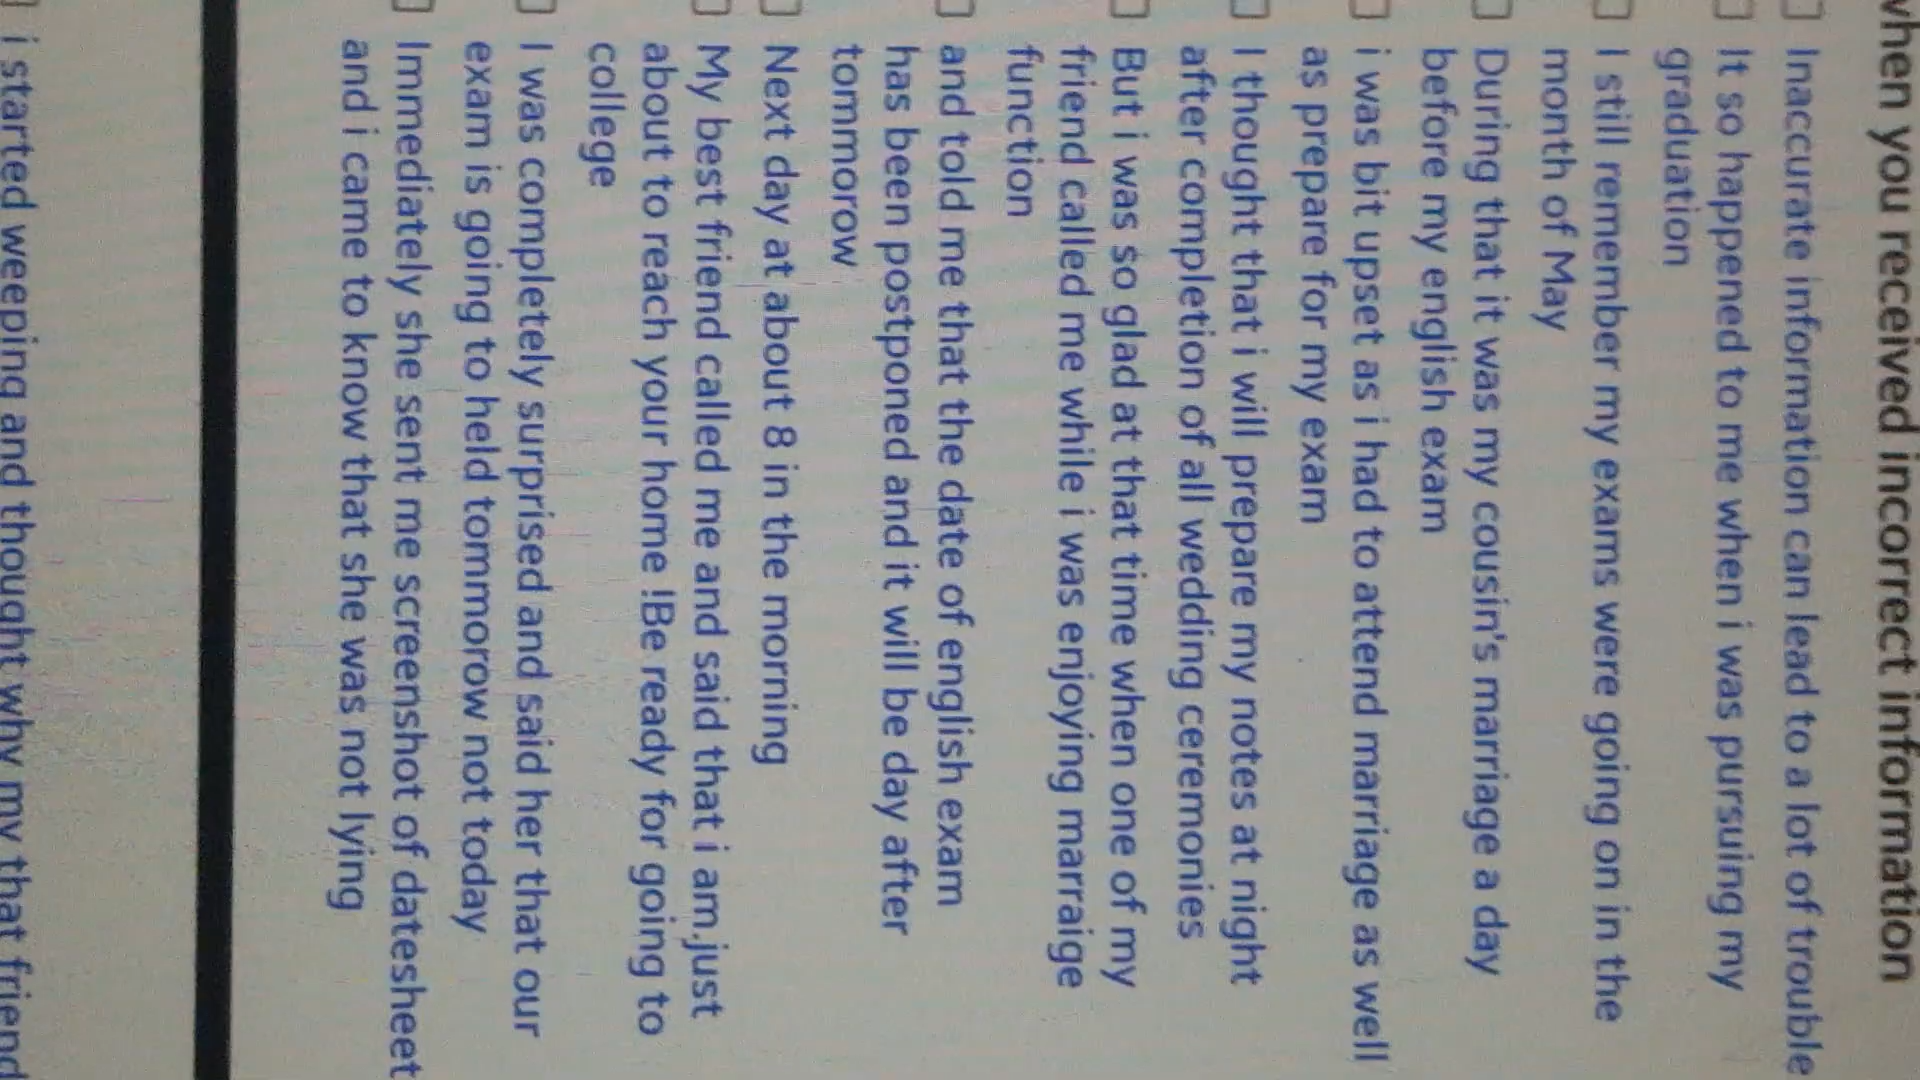 when you received incorrect information
Inaccurate information can lead to a lot of trouble
It so happened to me when i was pursuing my
graduation
I still remember my exams were going on in the
month of May
During that it was my cousin's marriage a day
before my english exam
i was bit upset as i had to attend marriage as well
as prepare for my exam
I thought that i will prepare my notes at night
after completion of all wedding ceremonies
But i was so glad at that time when one of my
friend called me while i was enjoying marraige
function
and told me that the date of english exam
has been postponed and it will be day after
tommorow
Next day at about 8 in the morning
My best friend called me and said that i am,just
about to reach your home !Be ready for going to
college
I was completely surprised and said her that our
exam is going to held tommorow not today
Immediately she sent me screenshot of datesheet
and i came to know that she was not lying
i started weeping and thought why my that friend